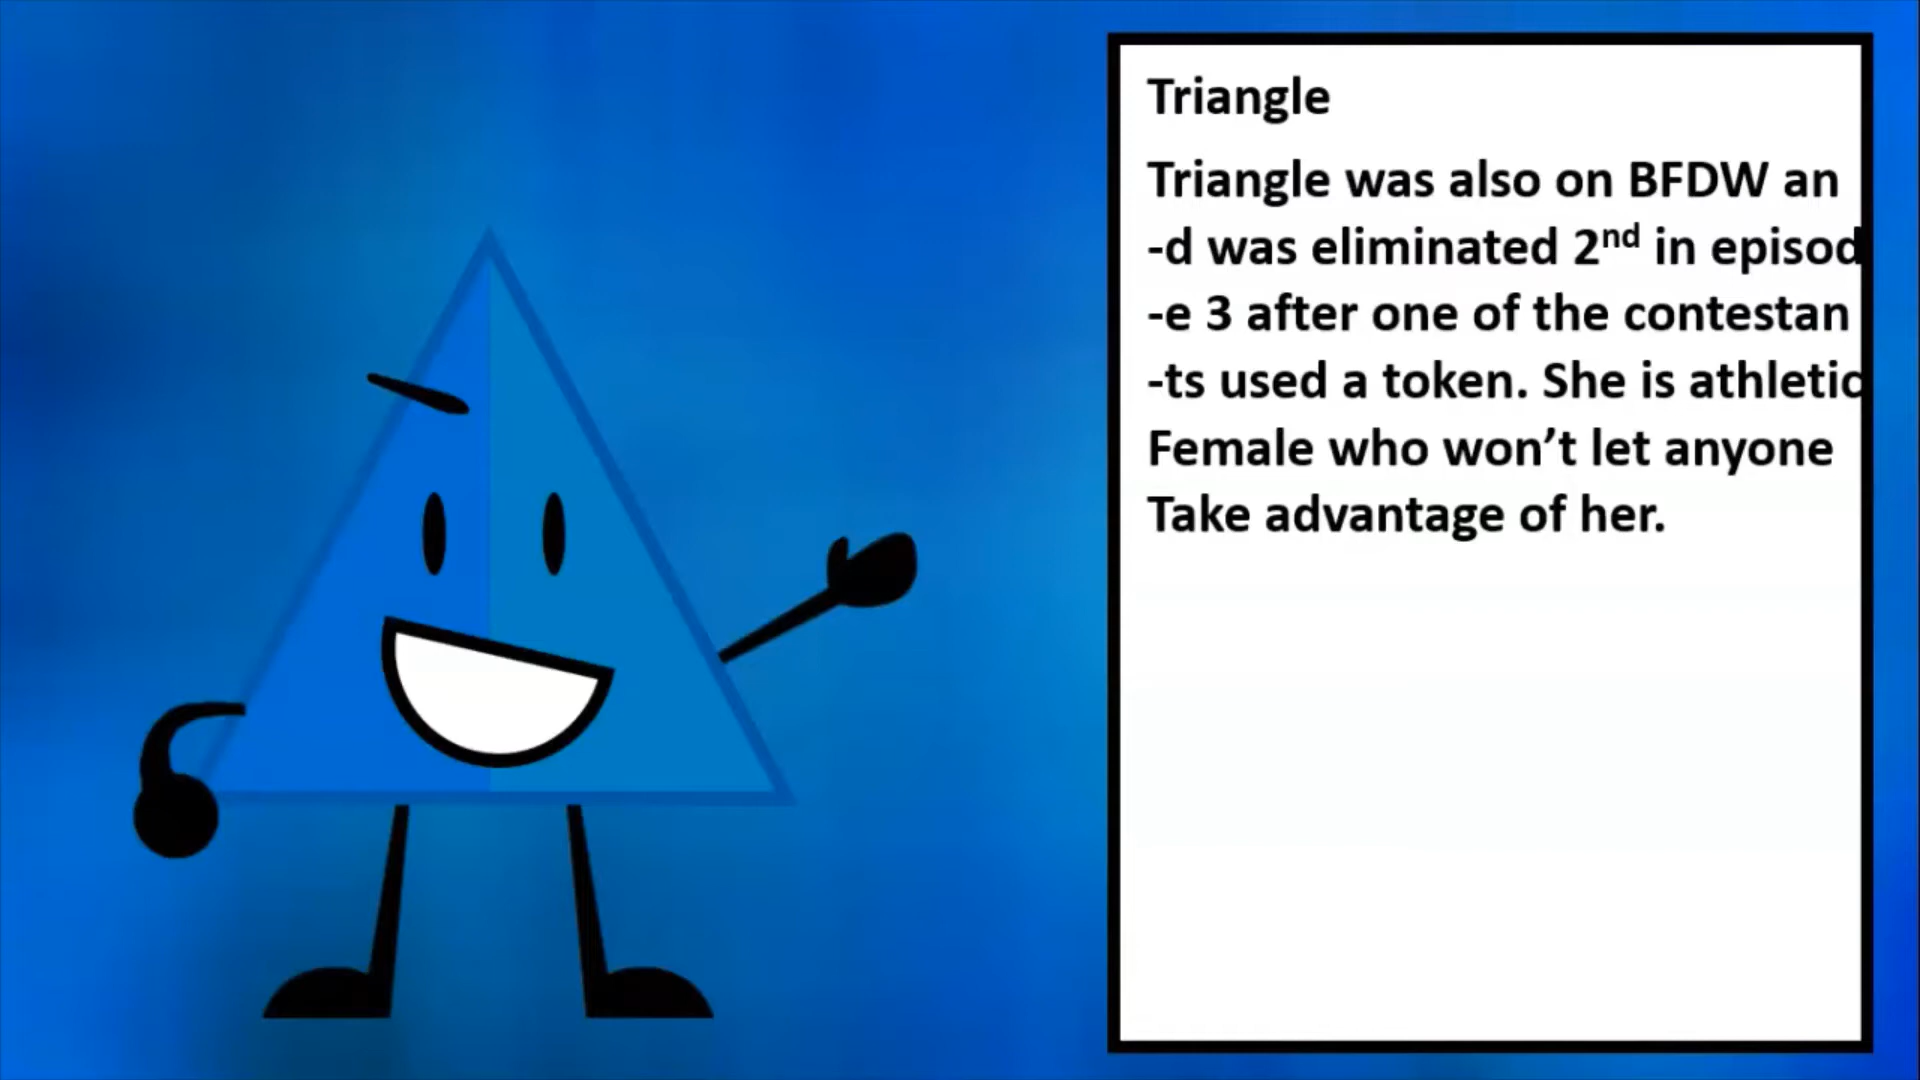 Triangle
Triangle was also on BFDW an
-d was eliminated 2nd in episod
-e 3 after one of the contestan
-ts used a token. She is athletic
Female who won’t let anyone
Take advantage of her.